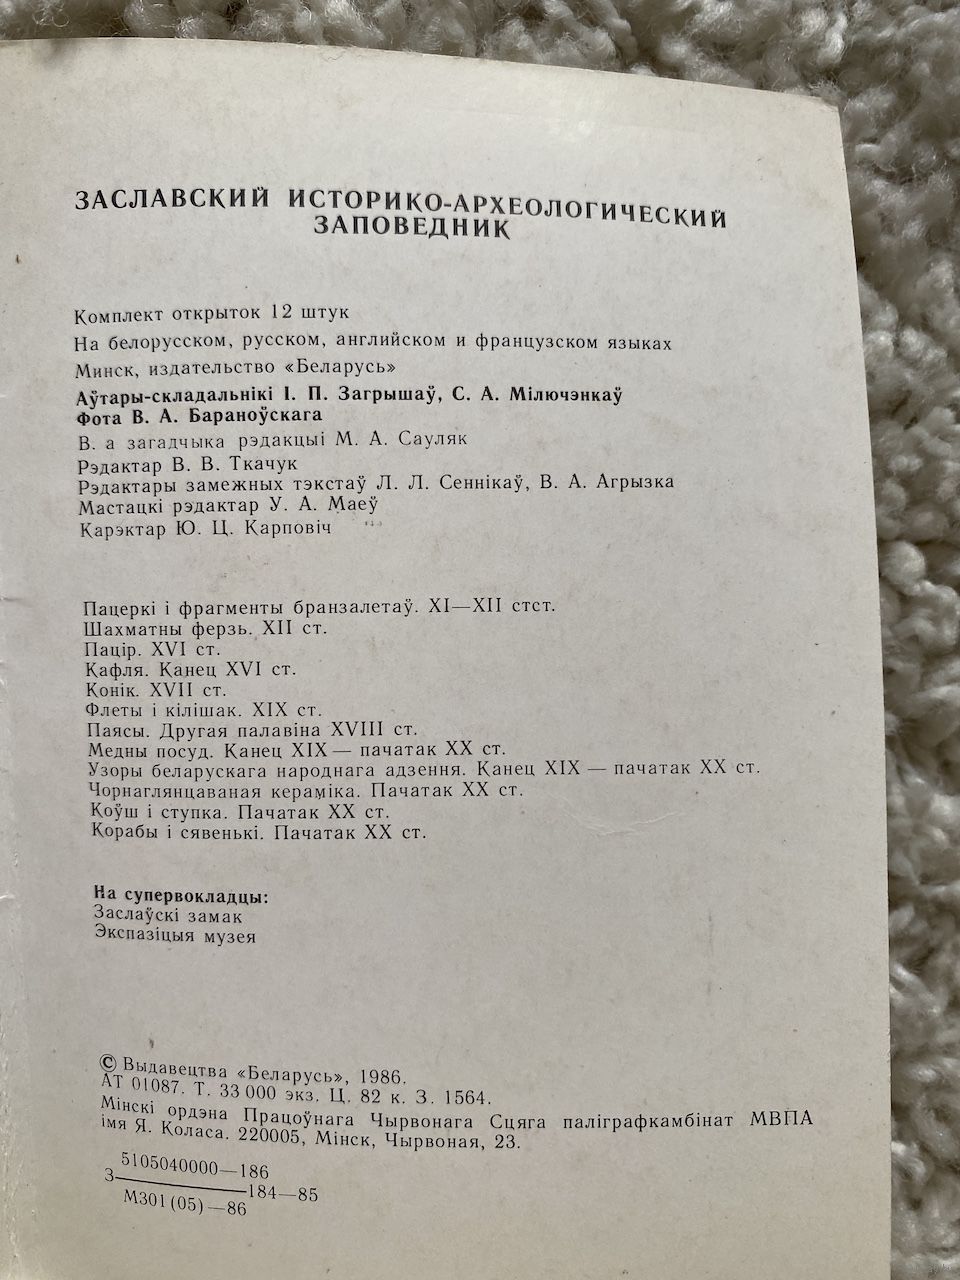 ЗАСЛАВСКИЙ ИСТОРИКО-АРХЕОЛОГИЧЕСКИЙ
ЗАПОВЕДНИК
Комплект открыток 12 штук
На белорусском, русском, английском и французском языках
Минск, издательство «Беларусь»
Аўтары-складальнікі І. П. Загрышаў, С. А. Мілючэнкаў
Фота В. А. Бараноўскага
В. а загадчыка рэдакцыі М. А. Сауляк
Рэдактар В. В. Ткачук
Рэдактары замежных тэкстаў Л. Л. Сеннікаў, В. А. Агрызка
Мастацкі рэдактар У. А. Маеў
Карэктар Ю. Ц. Карповіч
Пацеркі і фрагменты бранзалетаў. XI—XII стст.
Шахматны ферзь. XII ст.
Пацір. XVI ст.
Кафля. Канец XVI ст.
Конік. XVII ст.
Флеты і кілішак. XIX ст.
Паясы. Другая палавіна XVIII ст.
Медны посуд. Канец XIX — пачатак XX ст.
Узоры беларускага народнага адзення. Канец XIX — пачатак XX ст.
Чорнаглянцаваная кераміка. Пачатак XX ст.
Коўш і ступка. Пачатак XX ст.
Корабы і сявенькі. Пачатак XX ст.
На супервокладцы:
Заслаўскі замак
Экспазіцыя музея
© Выдавецтва «Беларусь», 1986.
АТ 01087. Т. 33 000 экз. Ц. 82 к. З. 1564.
Мінскі ордэна Працоўнага Чырвонага Сцяга паліграфкамбінат МВПА
імя Я. Коласа. 220005, Мінск, Чырвоная, 23.
5105040000—186
З 184—85
М301(05)—86